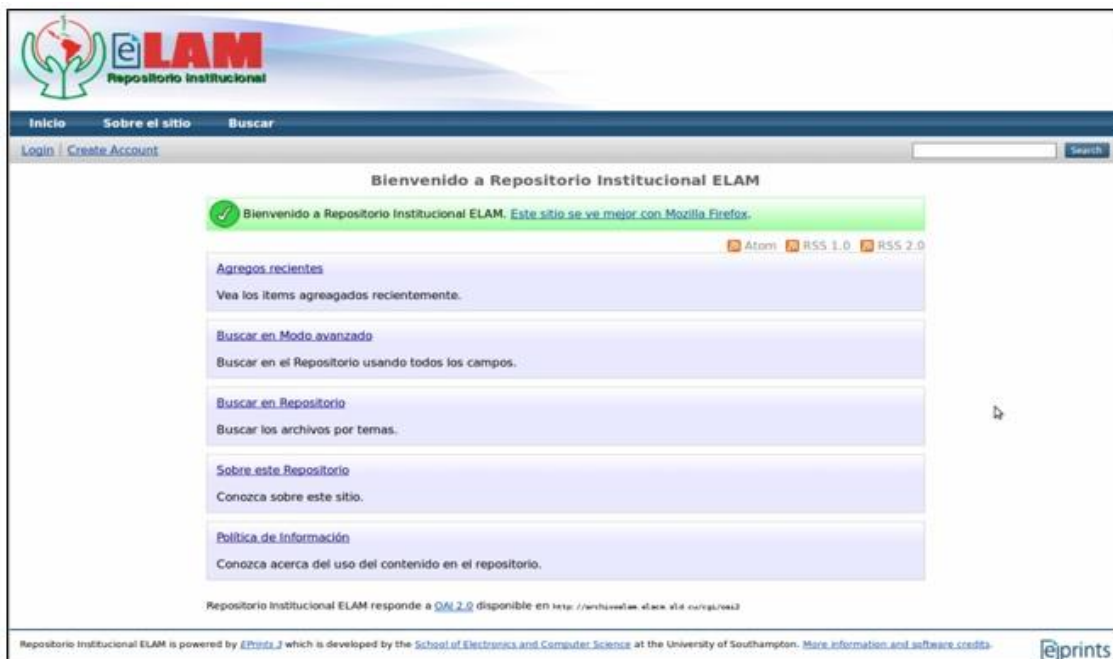 eLAM
Repositorio Institucional
Inicio Sobre el sitio Buscar
Login | Create Account Search
Bienvenido a Repositorio Institucional ELAM
Bienvenido a Repositorio Institucional ELAM. Este sitio se ve mejor con Mozilla Firefox.
Atom RSS 1.0 RSS 2.0
Agregos recientes
Vea los items agreagados recientemente.
Buscar en Modo avanzado
Buscar en el Repositorio usando todos los campos.
Buscar en Repositorio
Buscar los archivos por temas.
Sobre este Repositorio
Conozca sobre este sitio.
Política de Información
Conozca acerca del uso del contenido en el repositorio.
Repositorio Institucional ELAM responde a OAI 2.0 disponible en
Repositorio Institucional ELAM is powered by EPrints 3 which is developed by the School of Electronics and Computer Science at the University of Southampton. More information and software credits.
eprints